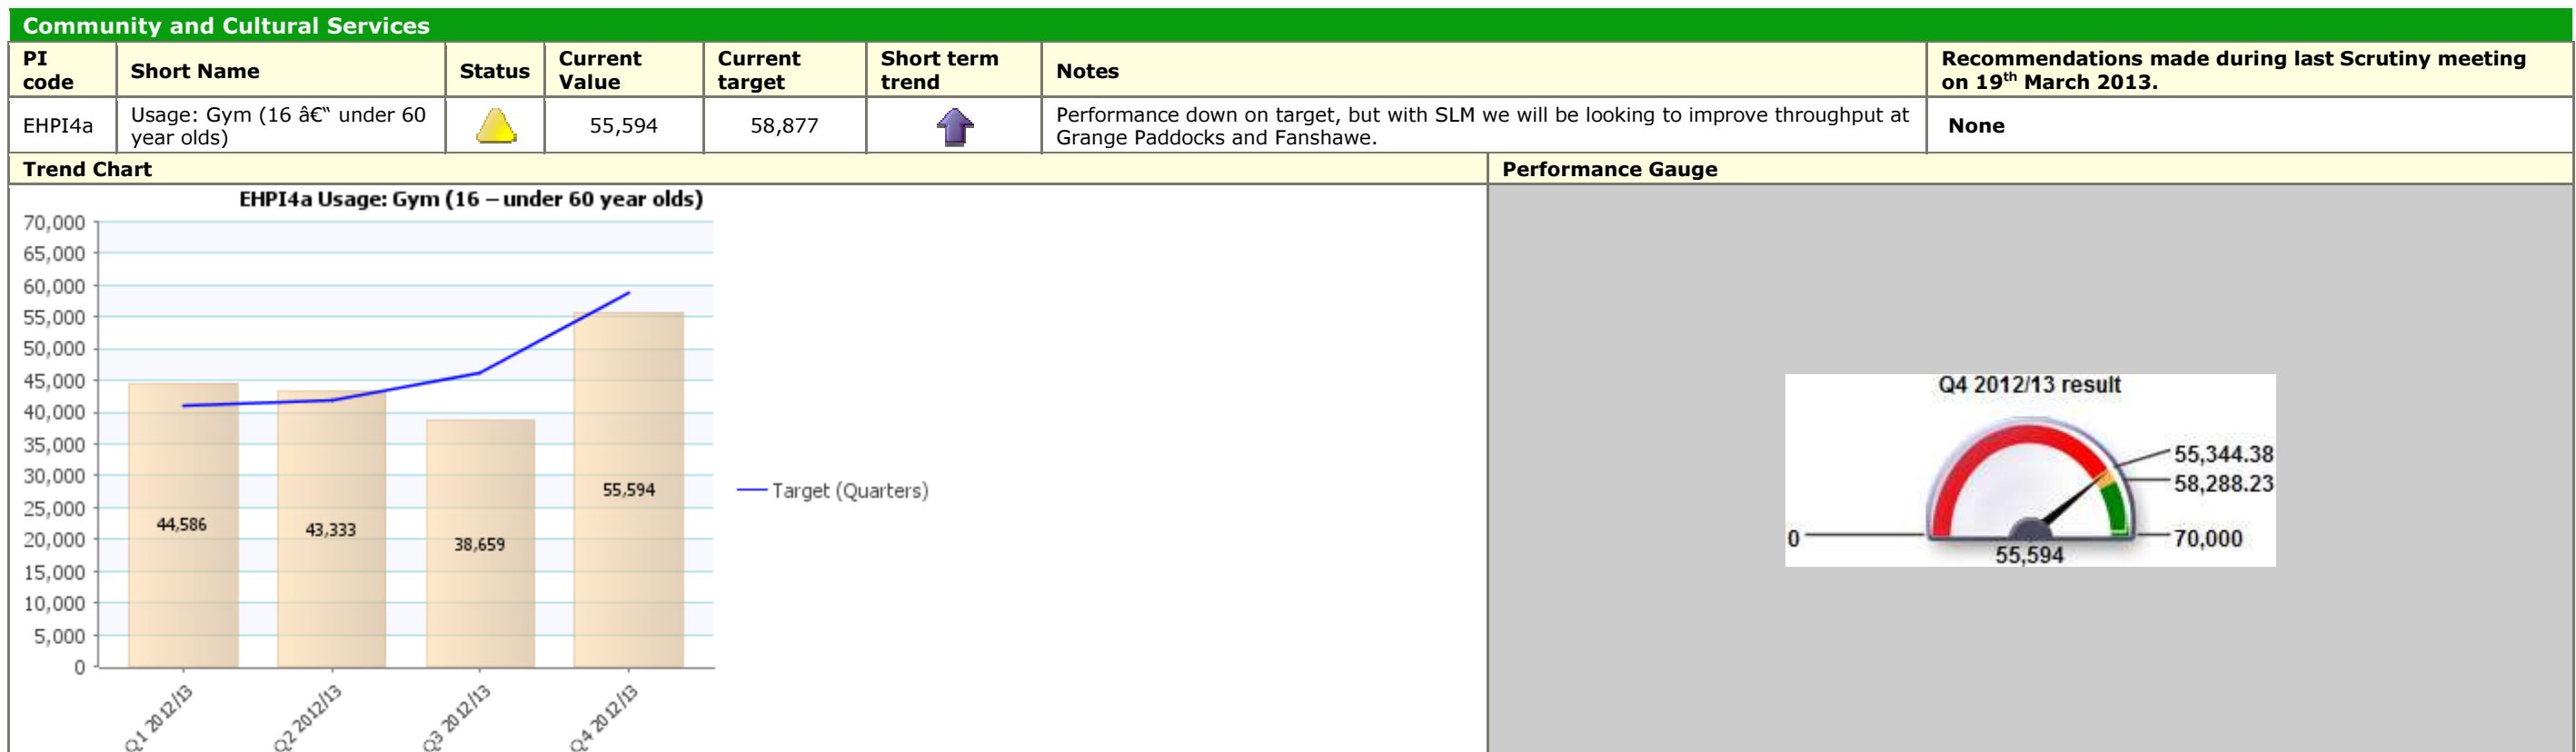 Community and Cultural Services
PI code
Short Name
Status
Current Value
Current target
Short term trend
Notes
Recommendations made during last Scrutiny meeting
on 19th March 2013.
EHPI4a
Usage: Gym (16 â€“ under 60
year olds)
55,594
58,877
Performance down on target, but with SLM we will be looking to improve throughput at
Grange Paddocks and Fanshawe.
None
Trend Chart
Performance Gauge
EHPI4a Usage: Gym (16 – under 60 year olds)
70,000
65,000
60,000
55,000
50,000
45,000
40,000
35,000
30,000
25,000
20,000
15,000
10,000
5,000
0
44,586
43,333
38,659
55,594
Q1 2012/13
Q2 2012/13
Q3 2012/13
Q4 2012/13
Target (Quarters)
Q4 2012/13 result
55,344.38
58,288.23
0
70,000
55,594